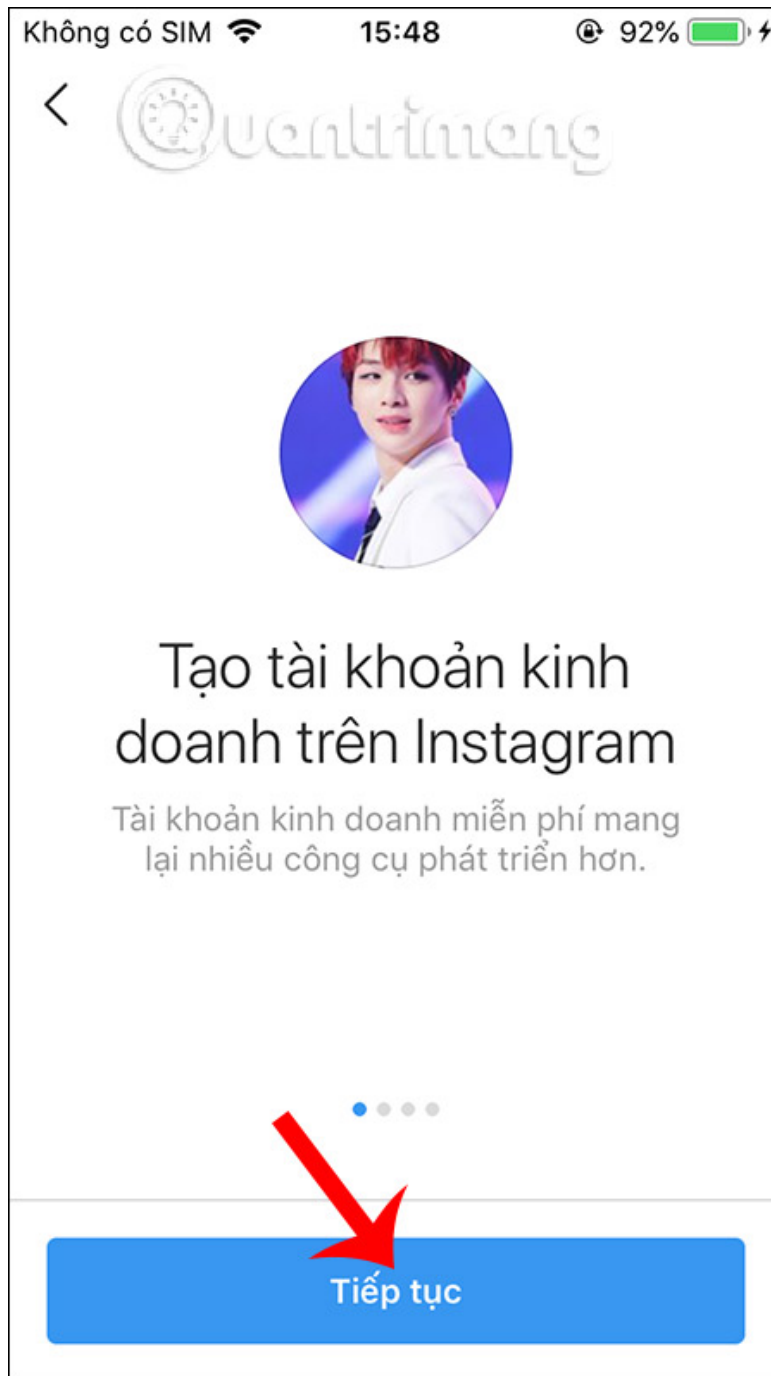 Không có SIM 15:48 92%
Quantrimang
Tạo tài khoản kinh
doanh trên Instagram
Tài khoản kinh doanh miễn phí mang
lại nhiều công cụ phát triển hơn.
Tiếp tục